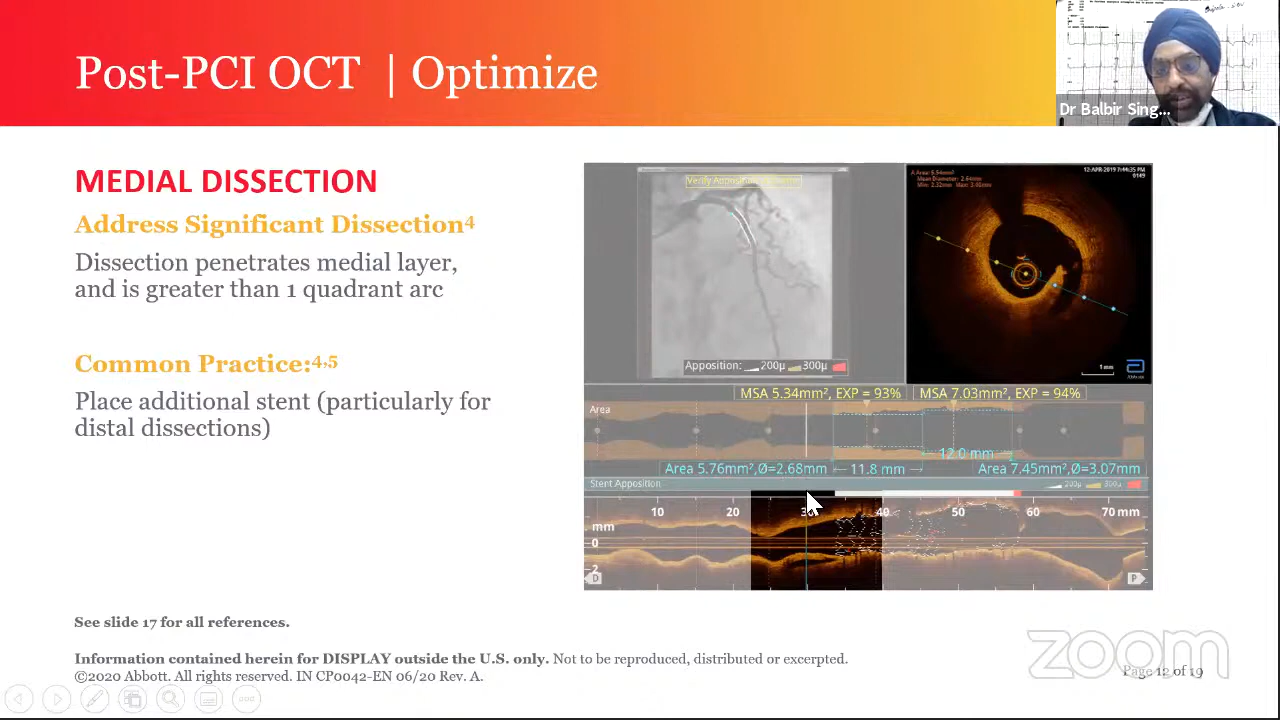 Post-PCI OCT | Optimize
Dr Balbir Sing...
MEDIAL DISSECTION
Address Significant Dissection4
Dissection penetrates medial layer,
and is greater than 1 quadrant arc
Common Practice:4,5
Place additional stent (particularly for
distal dissections)
Apposition: 200µ 300µ
12-APR-2019 7:44:35 PM
0149
1 mm
MSA 5.34mm², EXP = 93% MSA 7.03mm², EXP = 94%
Area
12.0 mm
Area 5.76mm²,Ø=2.68mm 11.8 mm Area 7.45mm²,Ø=3.07mm
Stent Apposition 200µ 300µ
10 20 40 50 60 70 mm
mm
0
D P
See slide 17 for all references.
Information contained herein for DISPLAY outside the U.S. only. Not to be reproduced, distributed or excerpted.
©2020 Abbott. All rights reserved. IN CP0042-EN 06/20 Rev. A.
zoom
Page 12 of 19